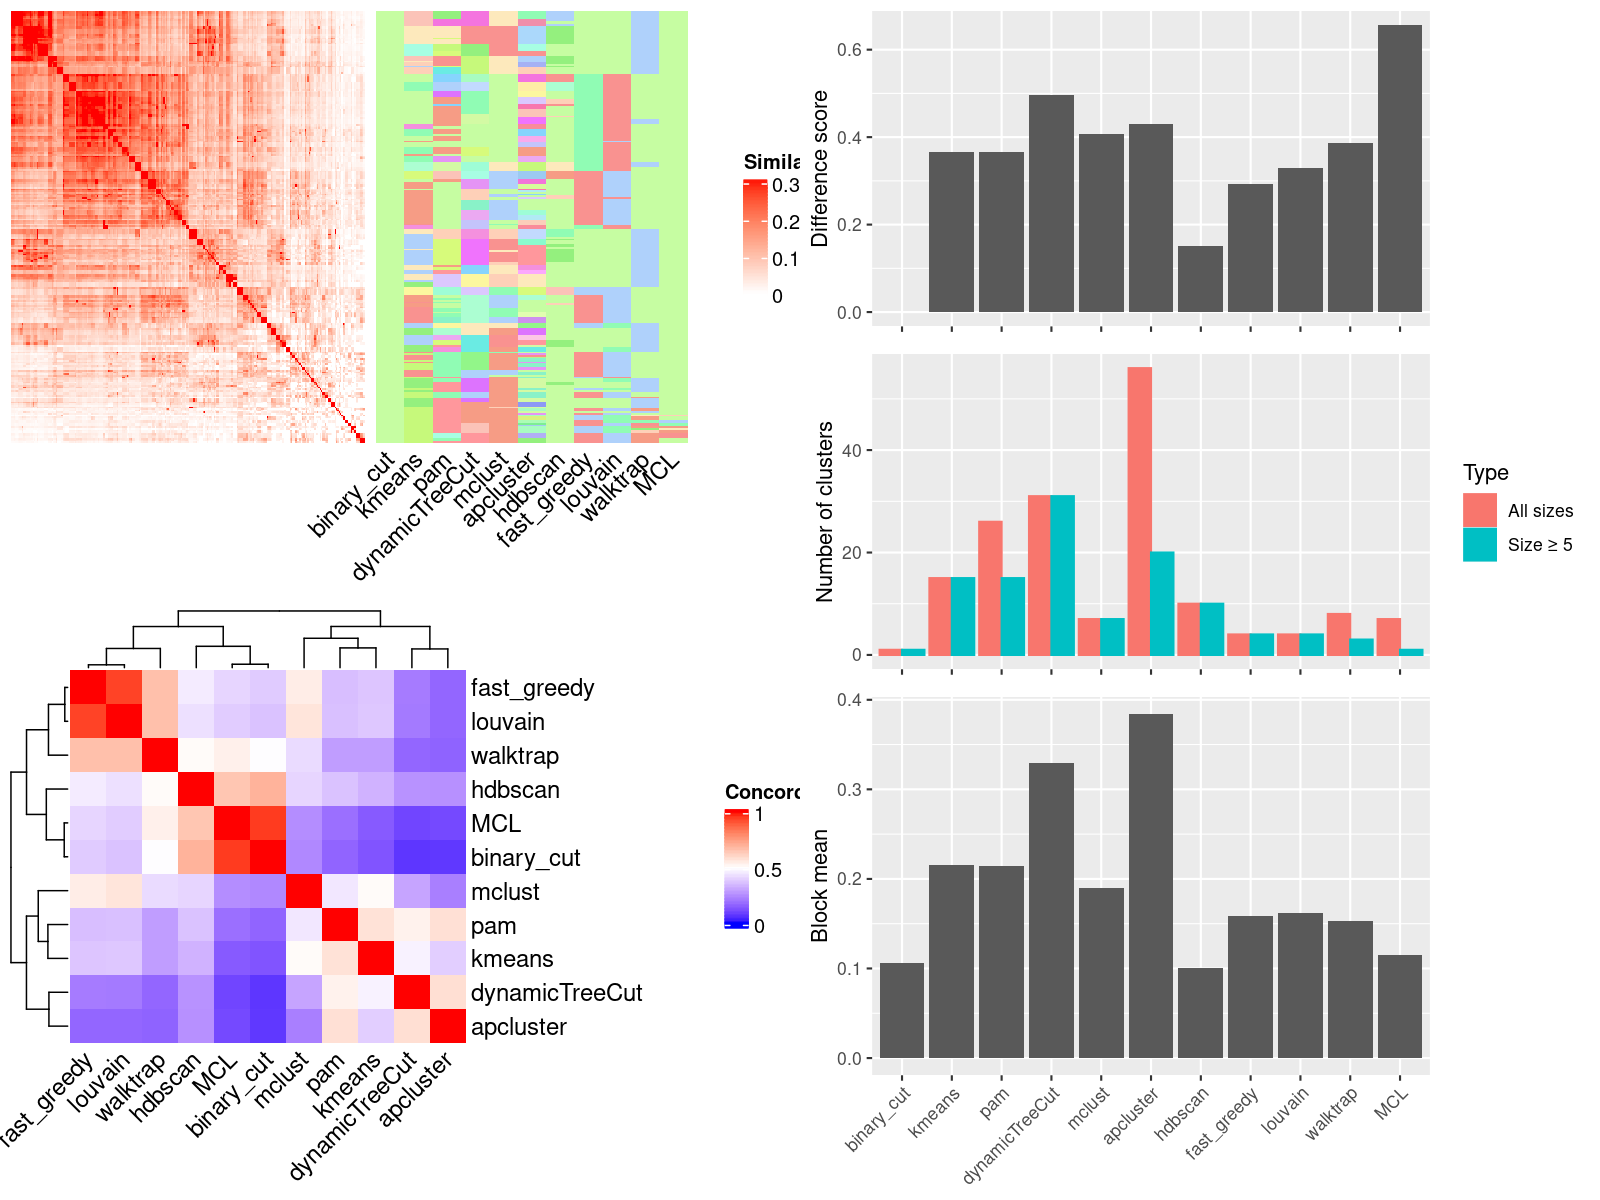 Simila
0.3
0.2
0.1
0
binary_cut
kmeans
pam
dynamicTreeCut
mclust
apcluster
hdbscan
fast_greedy
louvain
walktrap
MCL
fast_greedy
louvain
walktrap
hdbscan
MCL
binary_cut
mclust
pam
kmeans
dynamicTreeCut
apcluster
Concord
1
0.5
0
fast_greedy
louvain
walktrap
hdbscan
MCL
binary_cut
mclust
pam
kmeans
dynamicTreeCut
apcluster
Difference score
0.6
0.4
0.2
0.0
Number of clusters
40
20
0
Type
All sizes
Size ≥ 5
Block mean
0.4
0.3
0.2
0.1
0.0
binary_cut
kmeans
pam
dynamicTreeCut
mclust
apcluster
hdbscan
fast_greedy
louvain
walktrap
MCL